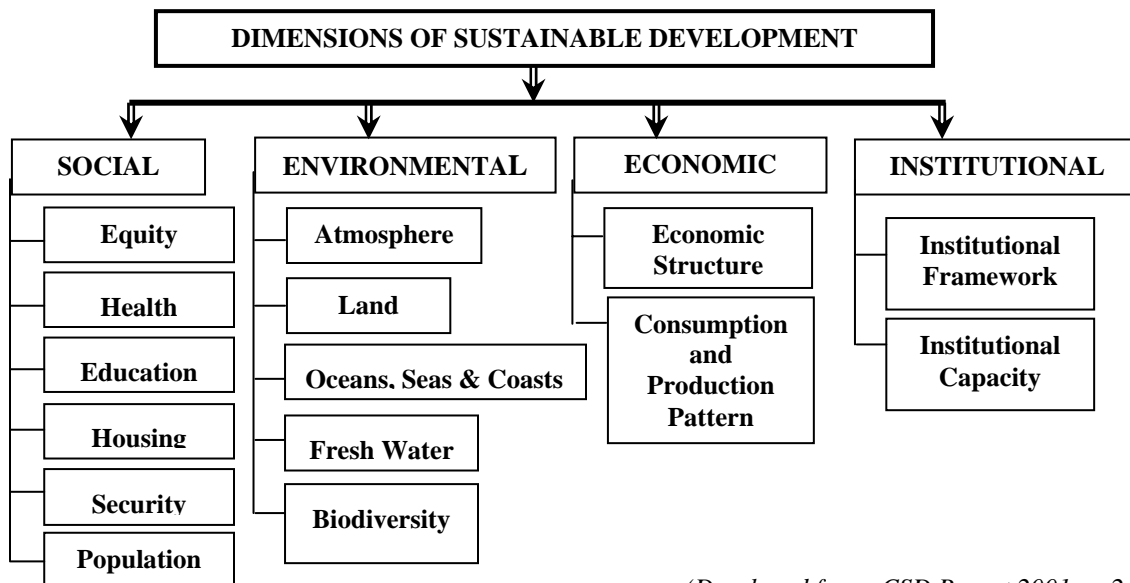 DIMENSIONS OF SUSTAINABLE DEVELOPMENT
SOCIAL
Equity
Health
Education
Housing
Security
Population
ENVIRONMENTAL
Atmosphere
Land
Oceans, Seas & Coasts
Fresh Water
Biodiversity
ECONOMIC
Economic
Structure
Consumption
and
Production
Pattern
INSTITUTIONAL
Institutional
Framework
Institutional
Capacity